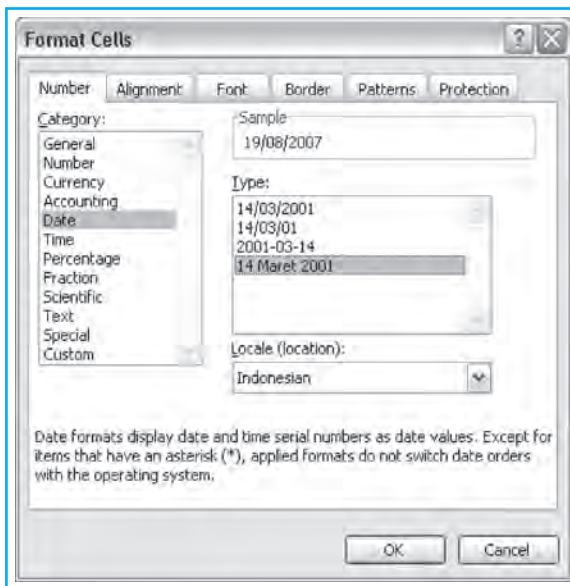 Format Cells
Number Alignment Font Border Patterns Protection
Category:
General
Number
Currency
Accounting
Date
Time
Percentage
Fraction
Scientific
Text
Special
Custom
Sample
19/08/2007
Type:
14/03/2001
14/03/01
2001-03-14
14 Maret 2001
Locale (location):
Indonesian
Date formats display date and time serial numbers as date values. Except for
items that have an asterisk (*), applied formats do not switch date orders
with the operating system.
OK Cancel